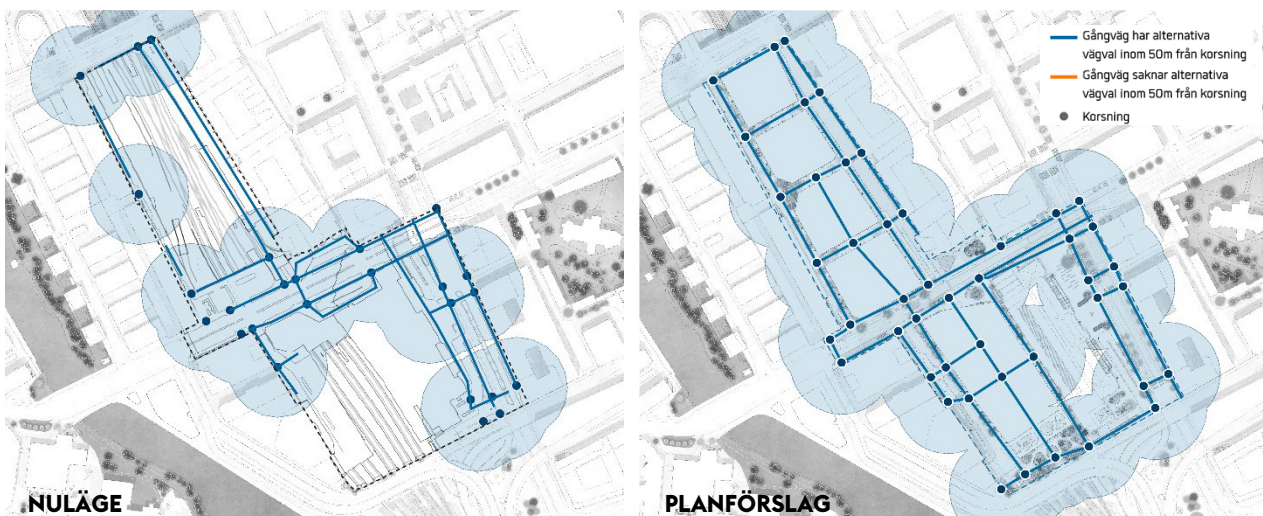 Gångväg har alternativa
vägval inom 50m från korsning
Gångväg saknar alternativa
vägval inom 50m från korsning
Korsning
NULÄGE
PLANFÖRSLAG